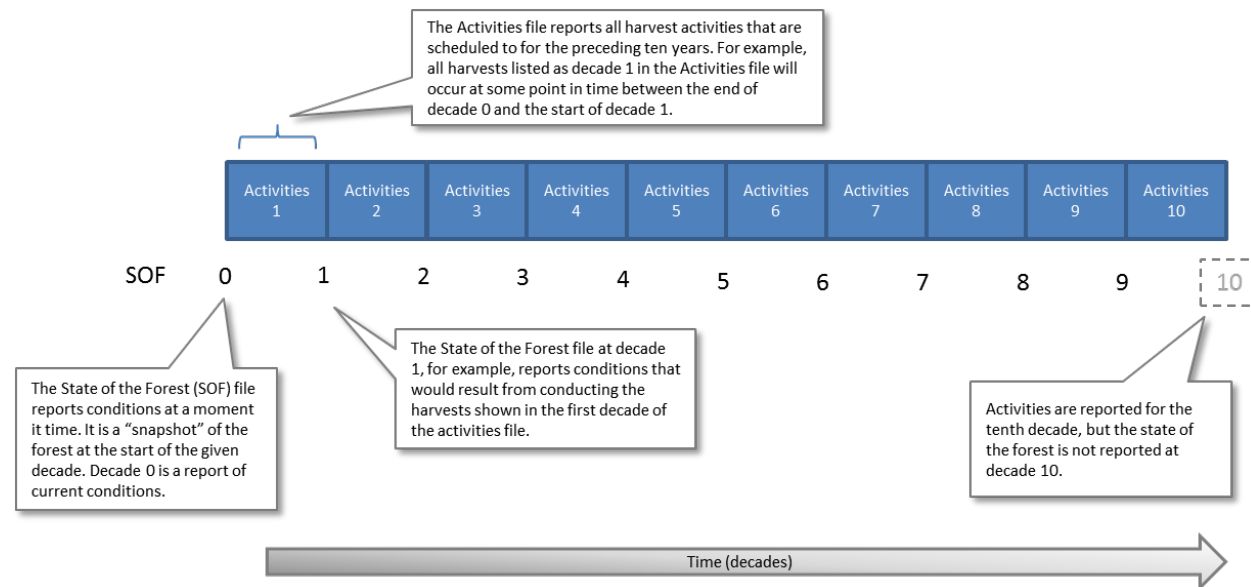 The Activities file reports all harvest activities that are
scheduled to for the preceding ten years. For example,
all harvests listed as decade 1 in the Activities file will
occur at some point in time between the end of
decade 0 and the start of decade 1.
Activities 1
Activities 2
Activities 3
Activities 4
Activities 5
Activities 6
Activities 7
Activities 8
Activities 9
Activities 10
SOF 0 1 2 3 4 5 6 7 8 9 10
The State of the Forest (SOF) file
reports conditions at a moment
it time. It is a “snapshot” of the
forest at the start of the given
decade. Decade 0 is a report of
current conditions.
The State of the Forest file at decade
1, for example, reports conditions that
would result from conducting the
harvests shown in the first decade of
the activities file.
Activities are reported for the
tenth decade, but the state of
the forest is not reported at
decade 10.
Time (decades)